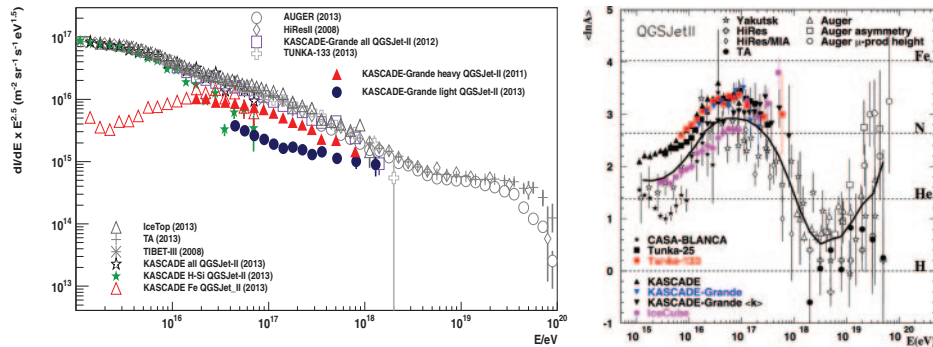 dI/dE x E^2.5 (m^-2 sr^-1 s^-1 eV^1.5)
AUGER (2013)
HiResII (2008)
KASCADE-Grande all QGSJet-II (2012)
TUNKA-133 (2013)
KASCADE-Grande heavy QGSJet-II (2011)
KASCADE-Grande light QGSJet-II (2013)
IceTop (2013)
TA (2013)
TIBET-III (2008)
KASCADE all QGSJet-II (2013)
KASCADE H-Si QGSJet-II (2013)
KASCADE Fe QGSJet_II (2013)
10^17
10^16
10^15
10^14
10^13
10^16 10^17 10^18 10^19 10^20
E/eV
<lnA>
QGSJetII
Yakutsk
HiRes
HiRes/MIA
TA
Auger
Auger asymmetry
Auger μ-prod height
Fe
N
He
H
CASA-BLANCA
Tunka-25
Tunka-133
KASCADE
KASCADE-Grande
KASCADE-Grande <k>
IceCube
5
4
3
2
1
0
-1
10^15 10^16 10^17 10^18 10^19 10^20
E(eV)